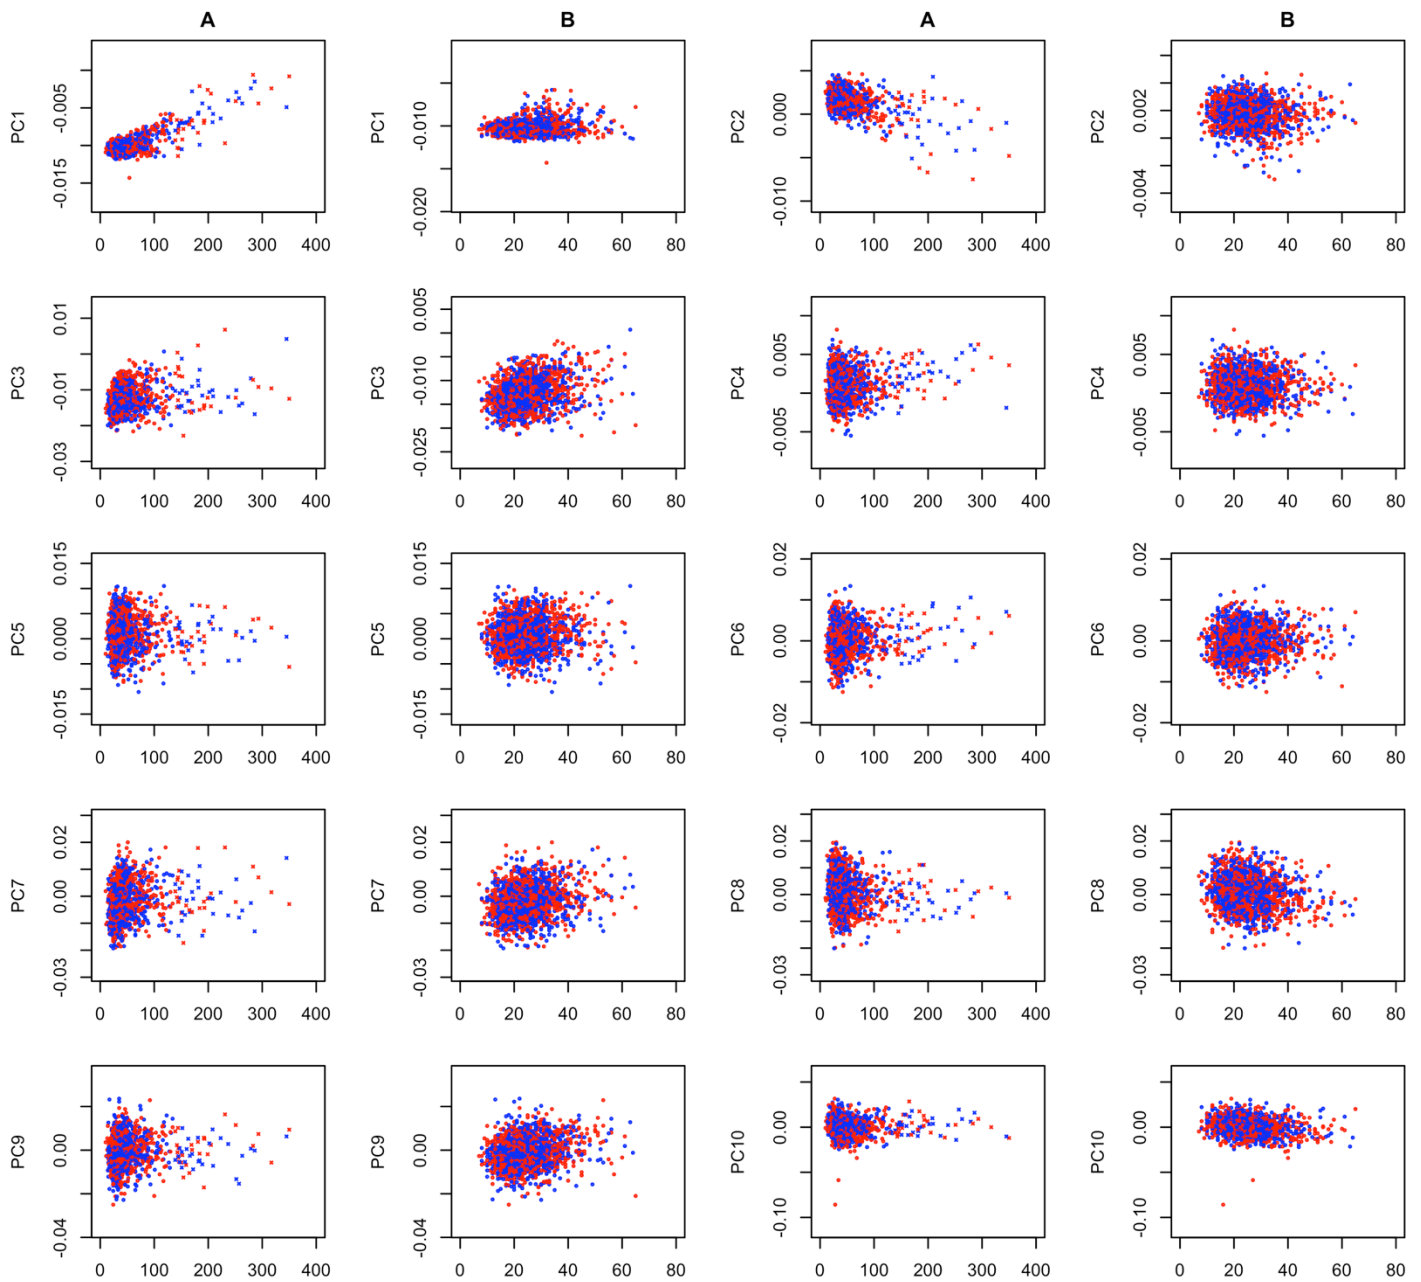 A B A B
PC1 -0.015 -0.005 0 100 200 300 400
PC1 -0.020 -0.010 0 20 40 60 80
PC2 -0.010 0.000 0 100 200 300 400
PC2 -0.004 0.002 0 20 40 60 80
PC3 -0.03 -0.01 0.01 0 100 200 300 400
PC3 -0.025 -0.010 0.005 0 20 40 60 80
PC4 -0.005 0.005 0 100 200 300 400
PC4 -0.005 0.005 0 20 40 60 80
PC5 -0.015 0.000 0.015 0 100 200 300 400
PC5 -0.015 0.000 0.015 0 20 40 60 80
PC6 -0.02 0.00 0.02 0 100 200 300 400
PC6 -0.02 0.00 0.02 0 20 40 60 80
PC7 -0.03 0.00 0.02 0 100 200 300 400
PC7 -0.03 0.00 0.02 0 20 40 60 80
PC8 -0.03 0.00 0.02 0 100 200 300 400
PC8 -0.03 0.00 0.02 0 20 40 60 80
PC9 -0.04 0.00 0 100 200 300 400
PC9 -0.04 0.00 0 20 40 60 80
PC10 -0.10 0.00 0 100 200 300 400
PC10 -0.10 0.00 0 20 40 60 80